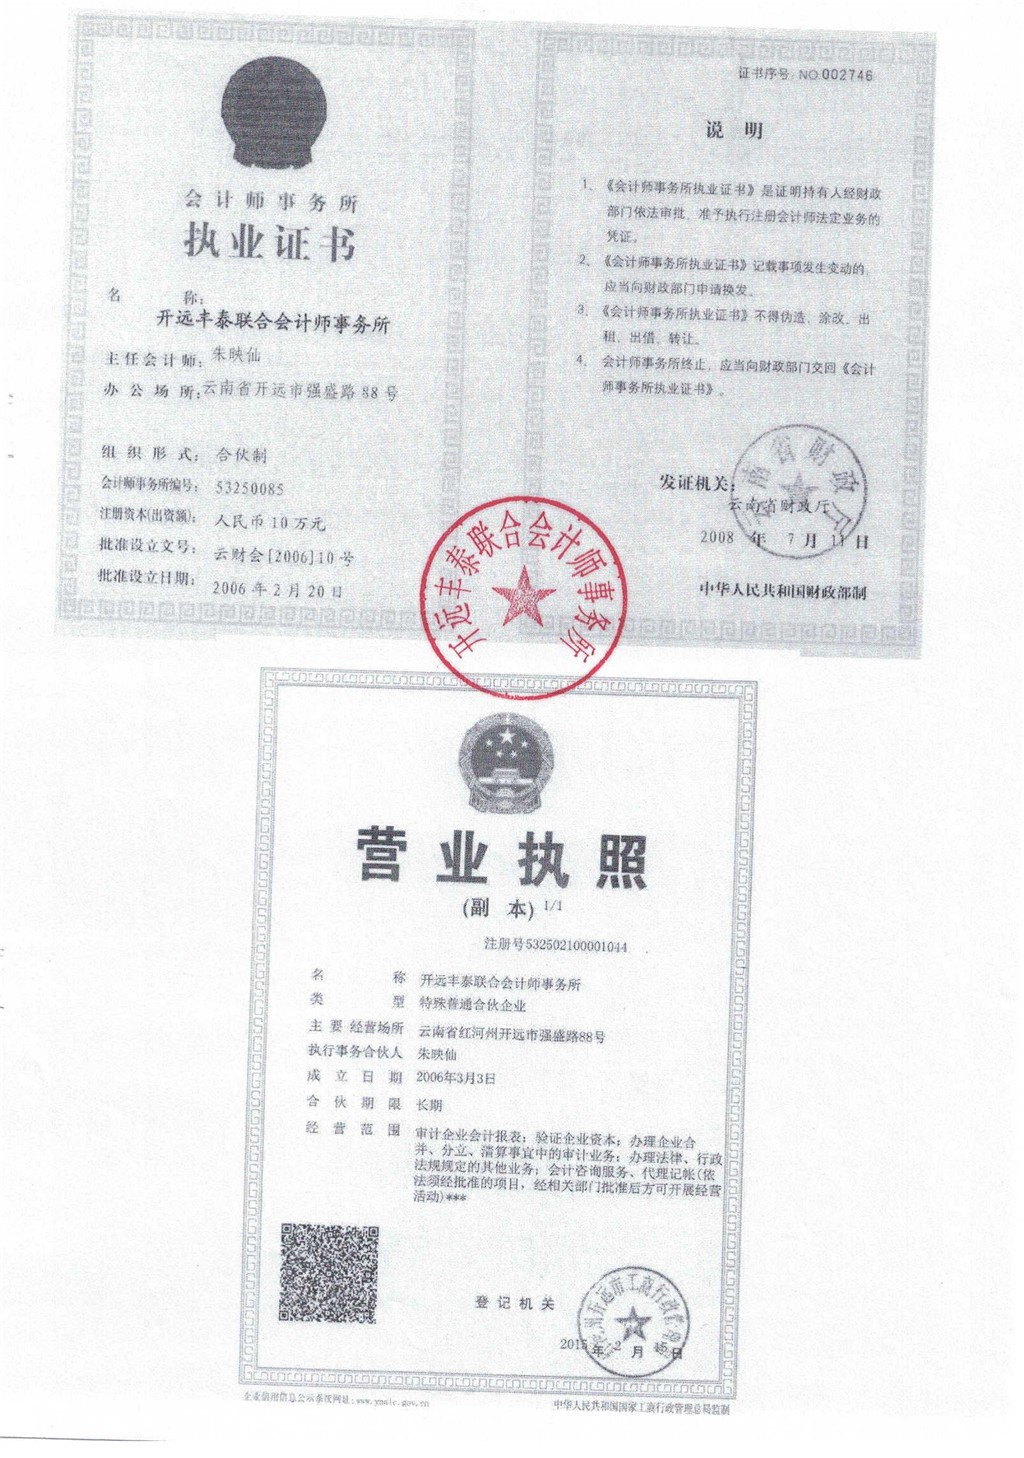 会计师事务所
执业证书
名 称：
开远丰泰联合会计师事务所
主任会计师：朱映仙
办公场所：云南省开远市强盛路88号
组织形式：合伙制
会计师事务所编号：53250085
注册资本(出资额)：人民币10万元
批准设立文号：云财会[2006]10号
批准设立日期：2006年2月20日
证书序号：NO.002746
说 明
1、《会计师事务所执业证书》是证明持有人经财政
部门依法审批，准予执行注册会计师法定业务的
凭证。
2、《会计师事务所执业证书》记载事项发生变动的，
应当向财政部门申请换发。
3、《会计师事务所执业证书》不得伪造、涂改、出
租、出借、转让。
4、会计师事务所终止，应当向财政部门交回《会计
师事务所执业证书》。
云南省财政厅
发证机关：
云南省财政厅
2008年7月11日
中华人民共和国财政部制
开远丰泰联合会计师事务所
营业执照
(副 本) 1/1
注册号532502100001044
名 称 开远丰泰联合会计师事务所
类 型 特殊普通合伙企业
主要经营场所 云南省红河州开远市强盛路88号
执行事务合伙人 朱映仙
成立日期 2006年3月3日
合伙期限 长期
经营范围 审计企业会计报表；验证企业资本；办理企业合
并、分立、清算事宜中的审计业务；办理法律、行政
法规规定的其他业务；会计咨询服务、代理记帐(依
法须经批准的项目，经相关部门批准后方可开展经营
活动)***
登记机关
州开远市工商行政管
2015年2月15日
企业信用信息公示系统网址：www.ynaic.gov.cn
中华人民共和国国家工商行政管理总局监制